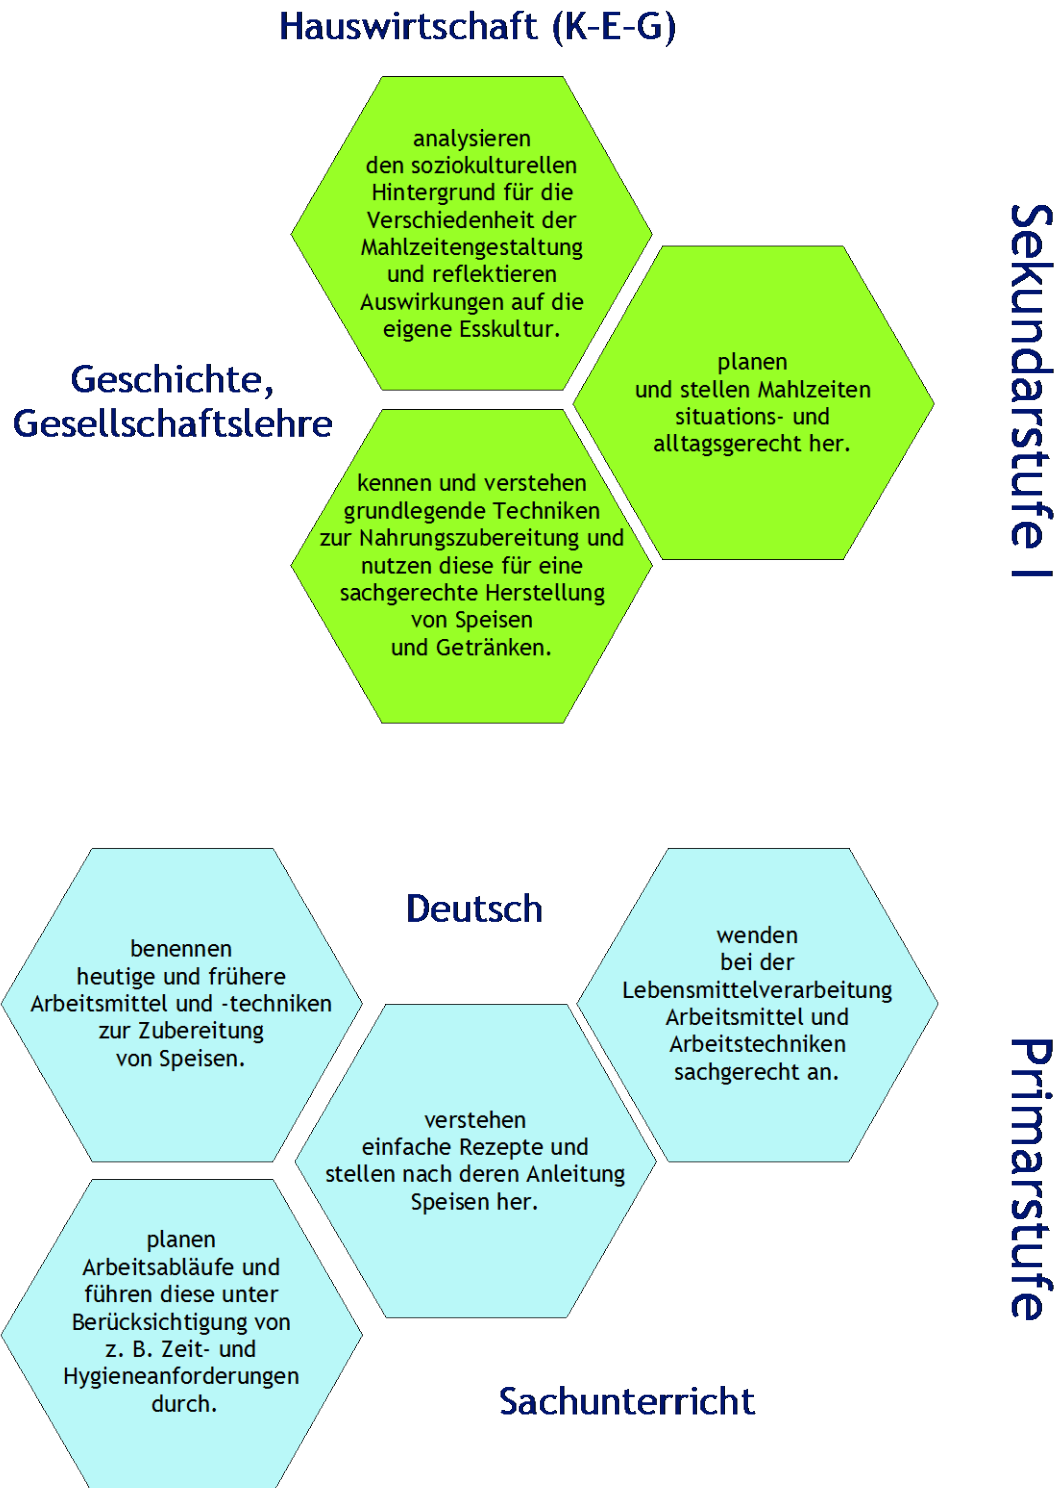 Hauswirtschaft (K-E-G)
analysieren
den soziokulturellen
Hintergrund für die
Verschiedenheit der
Mahlzeitengestaltung
und reflektieren
Auswirkungen auf die
eigene Esskultur.
Sekundarstufe I
planen
und stellen Mahlzeiten
situations- und
alltagsgerecht her.
Geschichte,
Gesellschaftslehre
kennen und verstehen
grundlegende Techniken
zur Nahrungszubereitung und
nutzen diese für eine
sachgerechte Herstellung
von Speisen
und Getränken.
Deutsch
benennen
heutige und frühere
Arbeitsmittel und -techniken
zur Zubereitung
von Speisen.
wenden
bei der
Lebensmittelverarbeitung
Arbeitsmittel und
Arbeitstechniken
sachgerecht an.
Primarstufe
verstehen
einfache Rezepte und
stellen nach deren Anleitung
Speisen her.
planen
Arbeitsabläufe und
führen diese unter
Berücksichtigung von
z. B. Zeit- und
Hygieneanforderungen
durch.
Sachunterricht